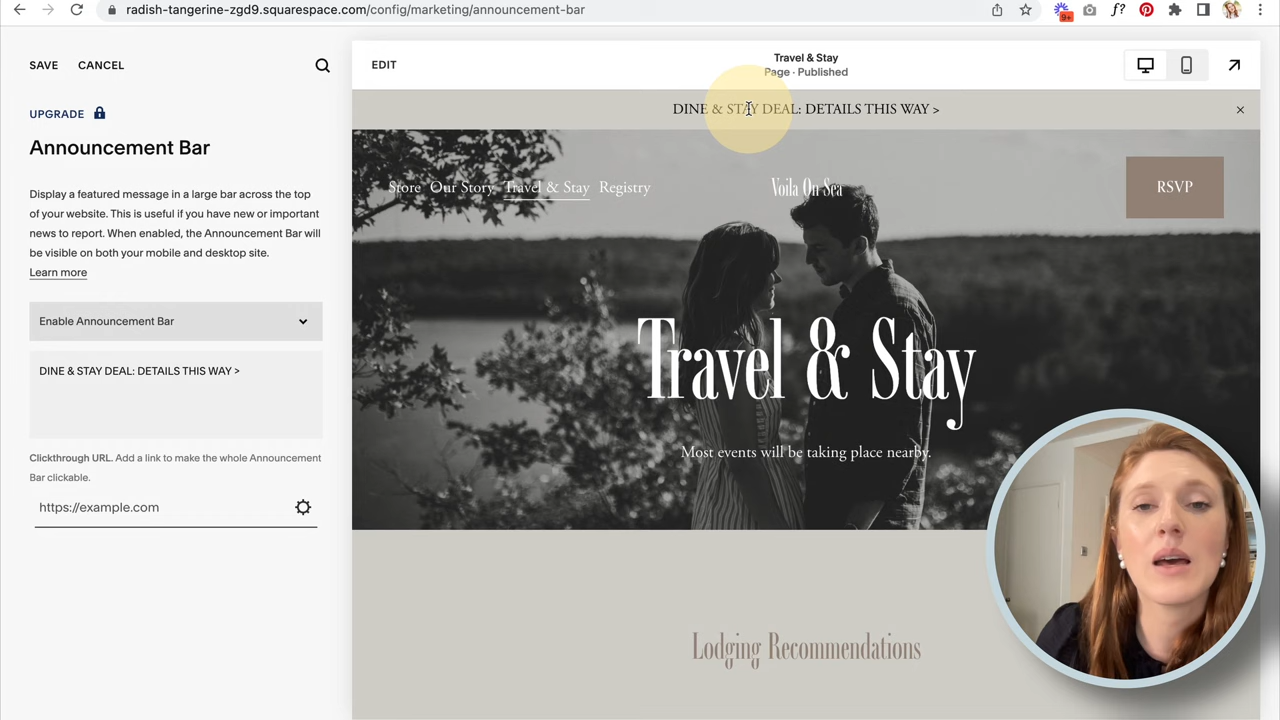 radish-tangerine-zgd9.squarespace.com/config/marketing/announcement-bar
9+
f?
SAVE CANCEL
EDIT
Travel & Stay
Page · Published
UPGRADE
Announcement Bar
Display a featured message in a large bar across the top
of your website. This is useful if you have new or important
news to report. When enabled, the Announcement Bar will
be visible on both your mobile and desktop site.
Learn more
Enable Announcement Bar
DINE & STAY DEAL: DETAILS THIS WAY >
Clickthrough URL. Add a link to make the whole Announcement
Bar clickable.
https://example.com
DINE & STAY DEAL: DETAILS THIS WAY >
Store Our Story Travel & Stay Registry
Voila On Sea
RSVP
Travel & Stay
Most events will be taking place nearby.
Lodging Recommendations